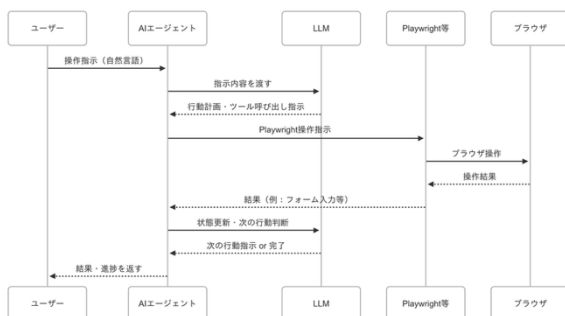 ユーザー
AIエージェント
LLM
Playwright等
ブラウザ
操作指示（自然言語）
指示内容を渡す
行動計画・ツール呼び出し指示
Playwright操作指示
ブラウザ操作
操作結果
結果（例：フォーム入力等）
状態更新・次の行動判断
次の行動指示 or 完了
結果・進捗を返す
ユーザー
AIエージェント
LLM
Playwright等
ブラウザ